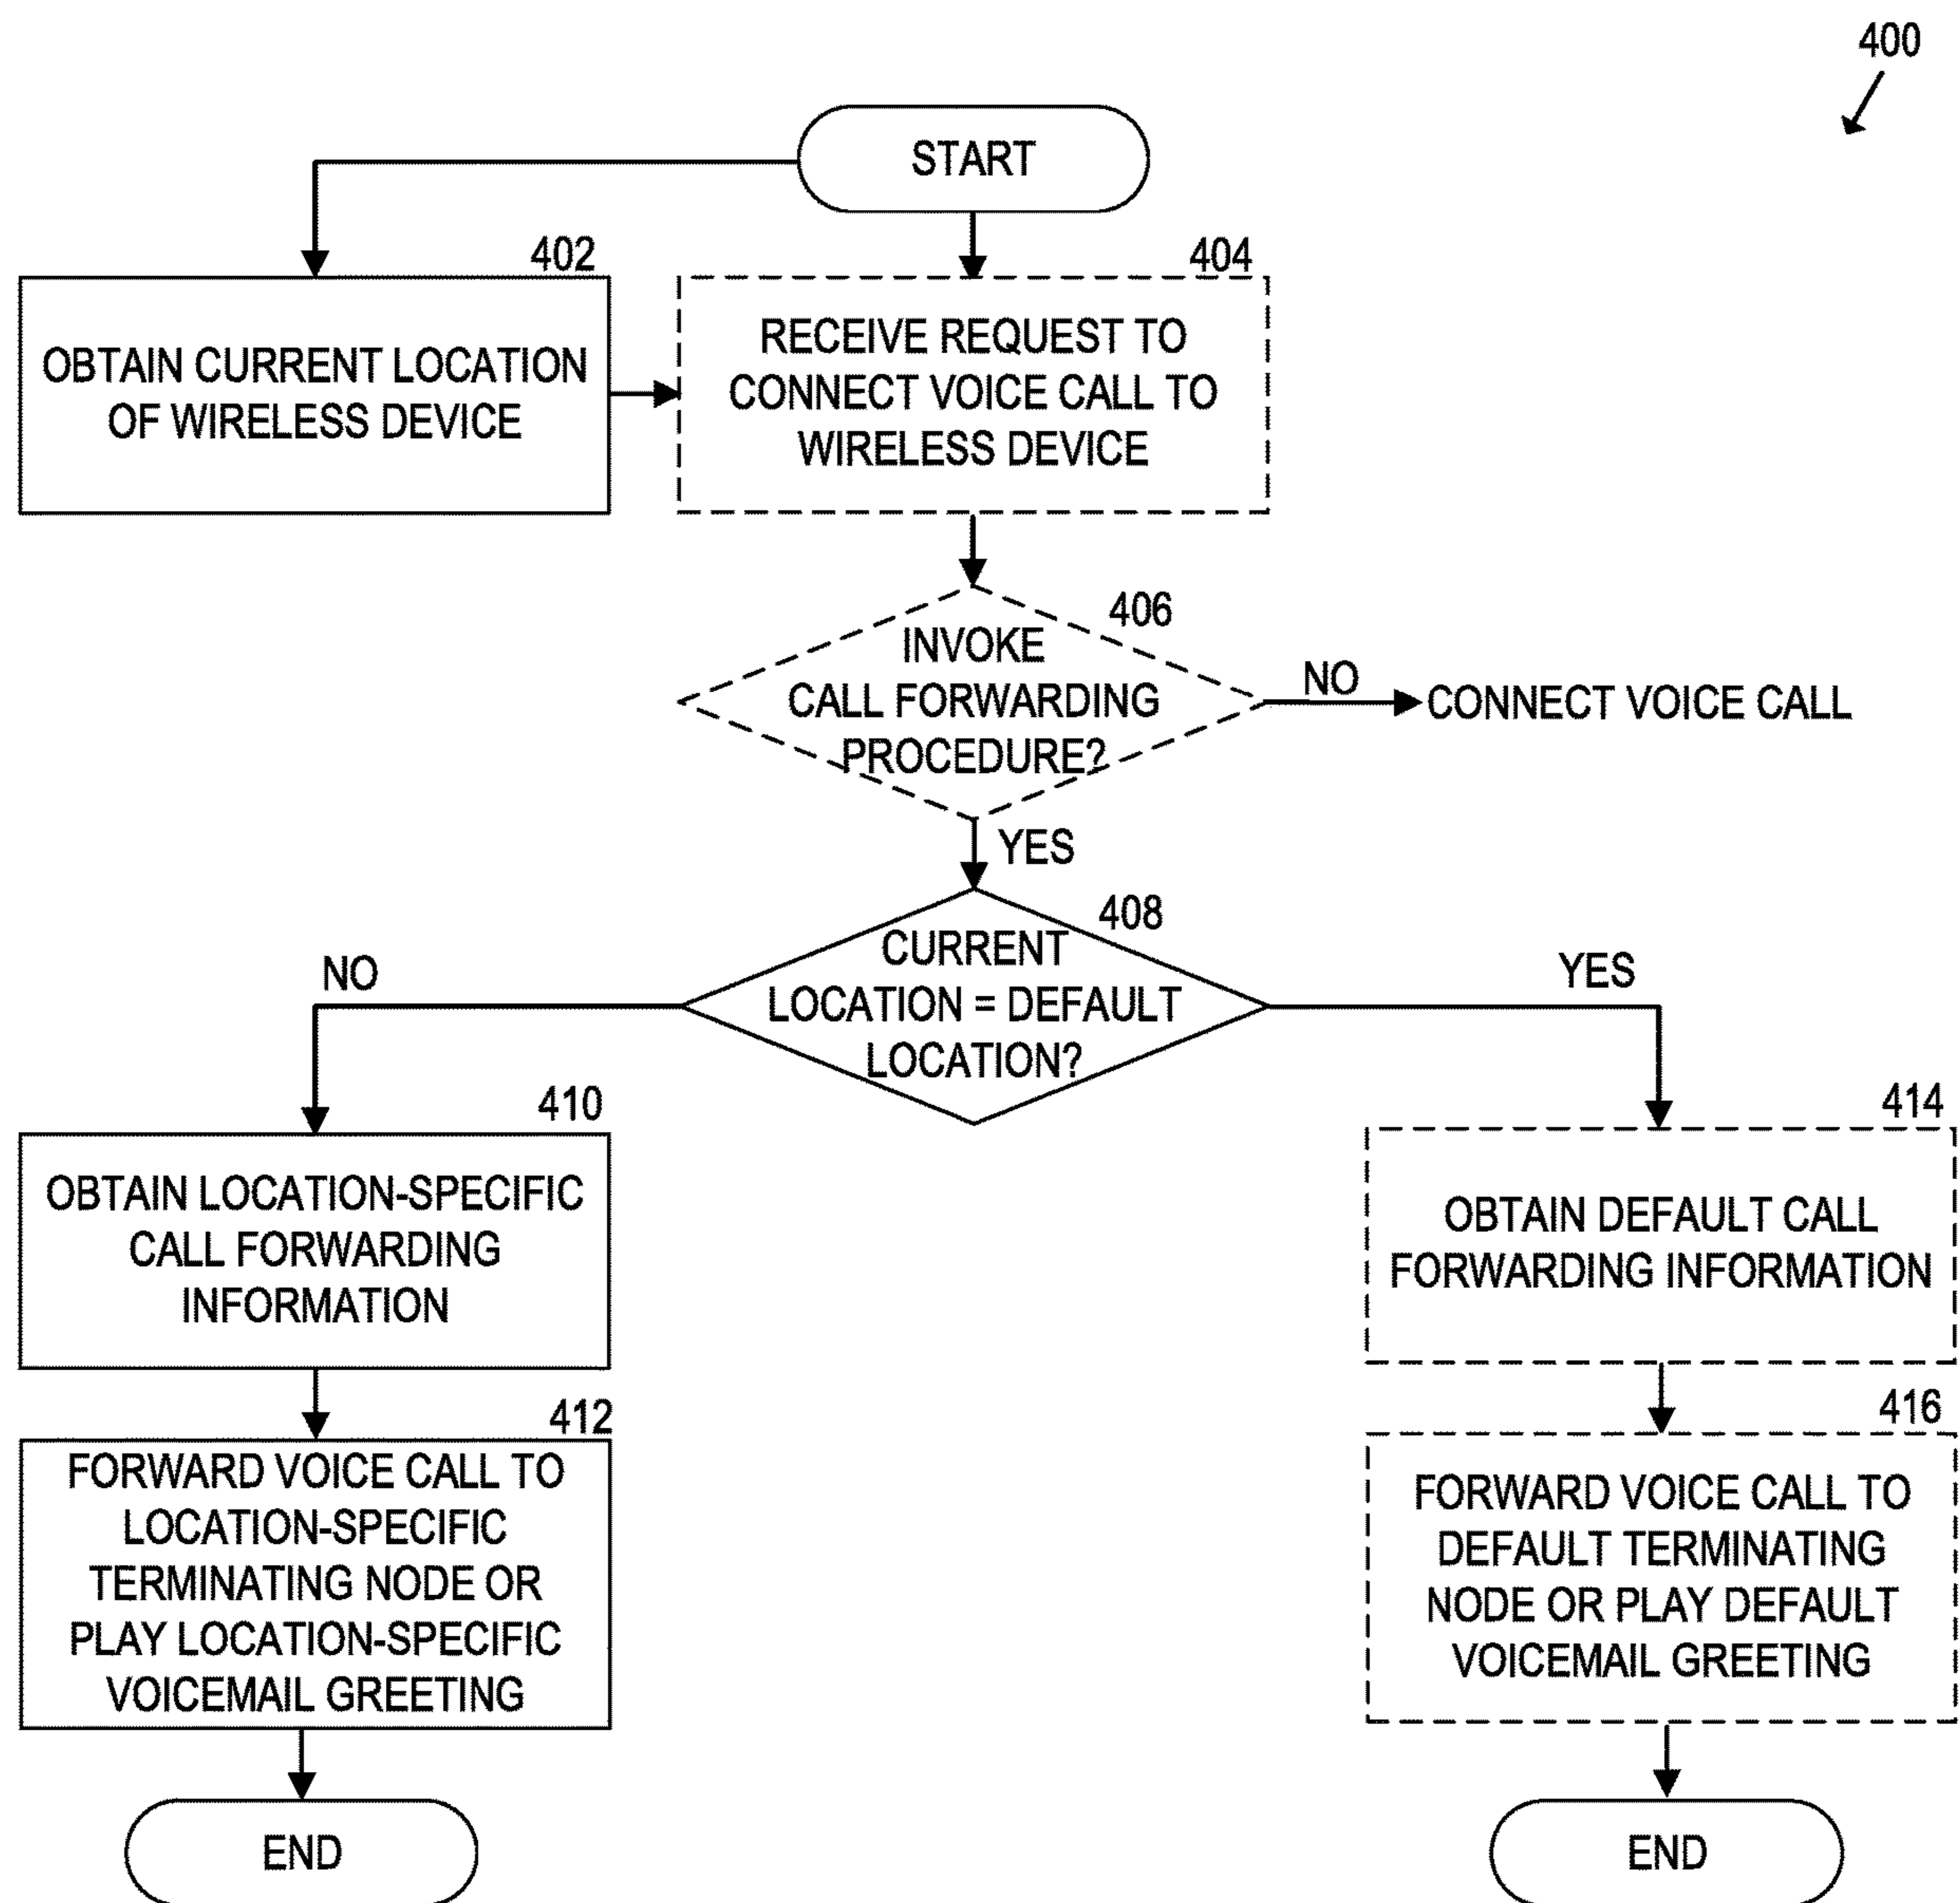 400
START
402
OBTAIN CURRENT LOCATION
OF WIRELESS DEVICE
404
RECEIVE REQUEST TO
CONNECT VOICE CALL TO
WIRELESS DEVICE
406
INVOKE
CALL FORWARDING
PROCEDURE?
NO
CONNECT VOICE CALL
YES
408
CURRENT
LOCATION = DEFAULT
LOCATION?
NO
YES
410
OBTAIN LOCATION-SPECIFIC
CALL FORWARDING
INFORMATION
414
OBTAIN DEFAULT CALL
FORWARDING INFORMATION
412
FORWARD VOICE CALL TO
LOCATION-SPECIFIC
TERMINATING NODE OR
PLAY LOCATION-SPECIFIC
VOICEMAIL GREETING
416
FORWARD VOICE CALL TO
DEFAULT TERMINATING
NODE OR PLAY DEFAULT
VOICEMAIL GREETING
END
END